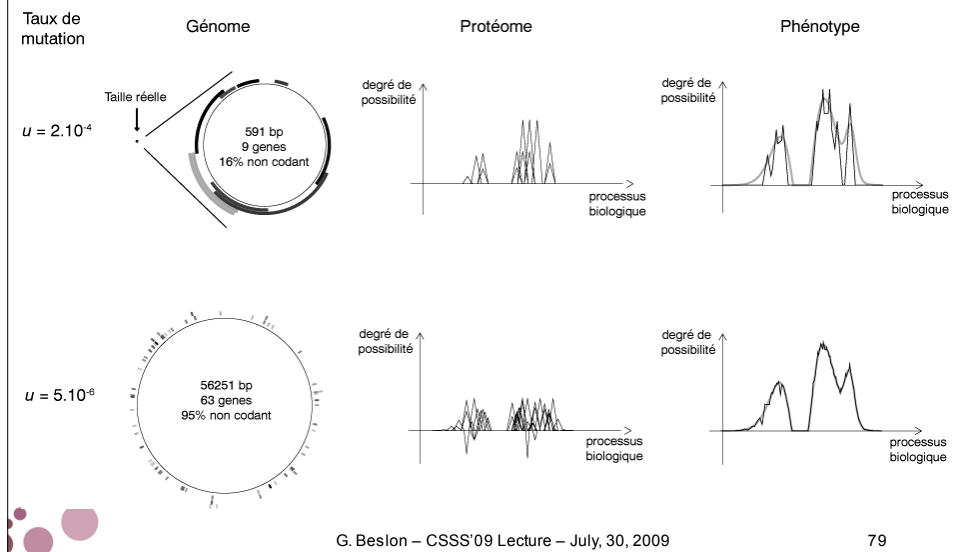 Taux de
mutation
Génome
Protéome
Phénotype
Taille réelle
u = 2.10⁻⁴
591 bp
9 genes
16% non codant
degré de
possibilité
processus
biologique
degré de
possibilité
processus
biologique
u = 5.10⁻⁶
56251 bp
63 genes
95% non codant
degré de
possibilité
processus
biologique
degré de
possibilité
processus
biologique
G. Beslon – CSSS'09 Lecture – July, 30, 2009
79